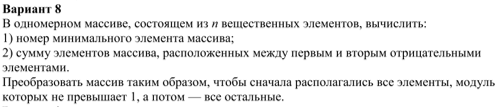 Вариант 8
В одномерном массиве, состоящем из n вещественных элементов, вычислить:
1) номер минимального элемента массива;
2) сумму элементов массива, расположенных между первым и вторым отрицательными
элементами.
Преобразовать массив таким образом, чтобы сначала располагались все элементы, модуль
которых не превышает 1, а потом — все остальные.